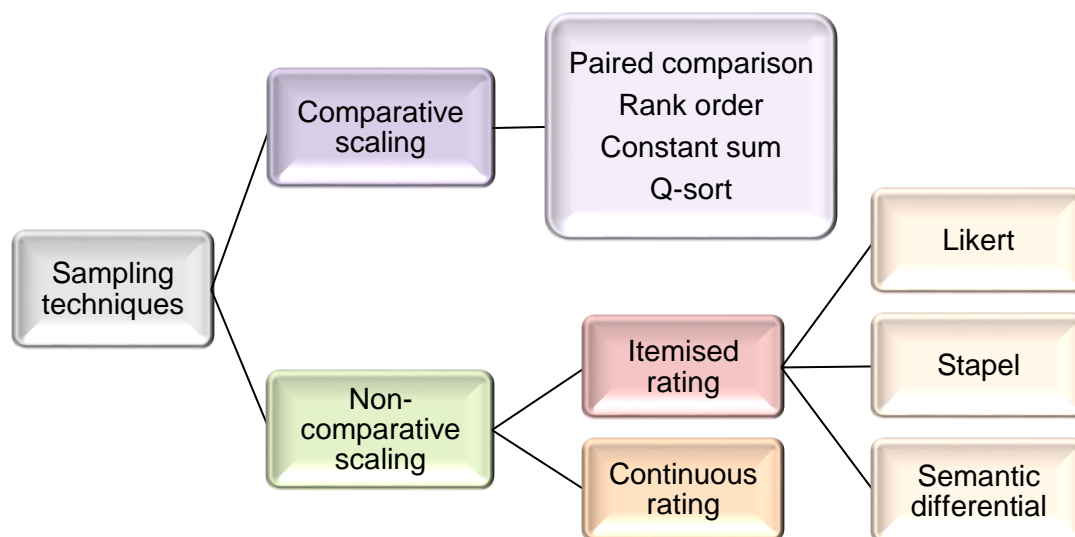 Sampling
techniques
Comparative
scaling
Paired comparison
Rank order
Constant sum
Q-sort
Non-
comparative
scaling
Itemised
rating
Continuous
rating
Likert
Stapel
Semantic
differential